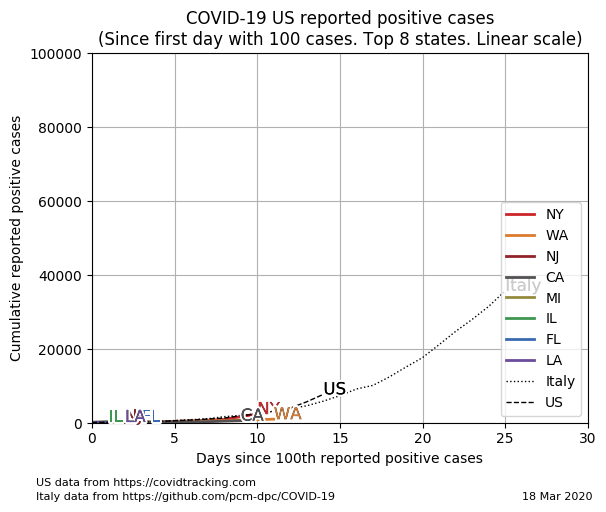 COVID-19 US reported positive cases
(Since first day with 100 cases. Top 8 states. Linear scale)
Cumulative reported positive cases
100000
80000
60000
40000
20000
0
NY
WA
NJ
CA
MI
IL
FL
LA
Italy
US
Italy
US
NY
WA
CA
IL
LA
FL
0 5 10 15 20 25 30
Days since 100th reported positive cases
US data from https://covidtracking.com
Italy data from https://github.com/pcm-dpc/COVID-19
18 Mar 2020